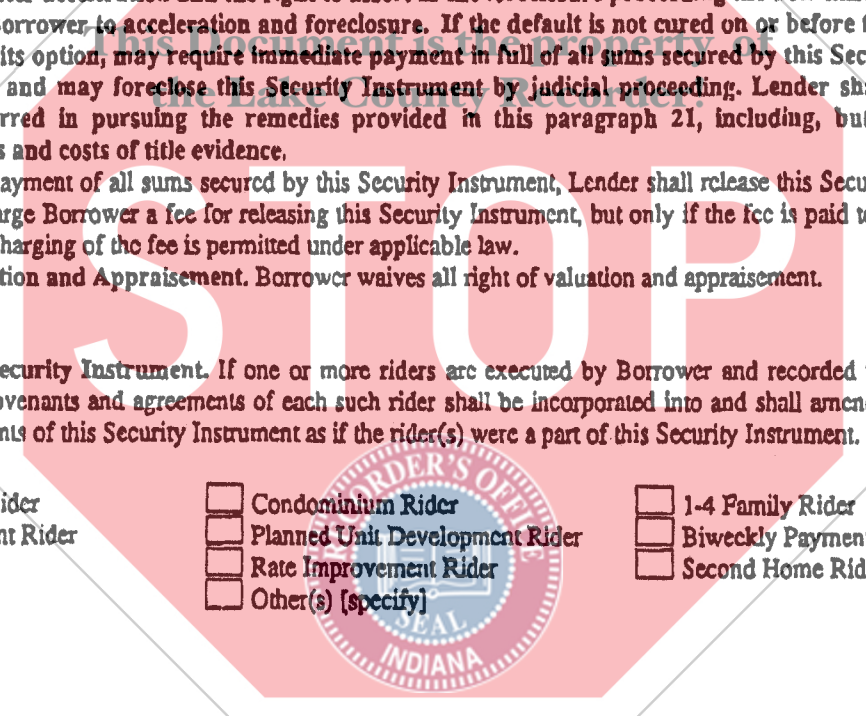 orrower to acceleration and foreclosure. If the default is not cured on or before
This Document is the property of
its option, may require immediate payment in full of all sums secured by this Sec
the Lake County Recorder!
and may foreclose this Security Instrument by judicial proceeding. Lender sh
rred in pursuing the remedies provided in this paragraph 21, including, but
s and costs of title evidence.
ayment of all sums secured by this Security Instrument, Lender shall release this Secu
arge Borrower a fee for releasing this Security Instrument, but only if the fee is paid t
harging of the fee is permitted under applicable law.
tion and Appraisement. Borrower waives all right of valuation and appraisement.
STOP
ecurity Instrument. If one or more riders are executed by Borrower and recorded
ovenants and agreements of each such rider shall be incorporated into and shall amen
nts of this Security Instrument as if the rider(s) were a part of this Security Instrument.
ider Condominium Rider 1-4 Family Rider
nt Rider Planned Unit Development Rider Biweekly Paymen
Rate Improvement Rider Second Home Rid
Other(s) [specify]
RECORDER'S OFFICE
SEAL
INDIANA